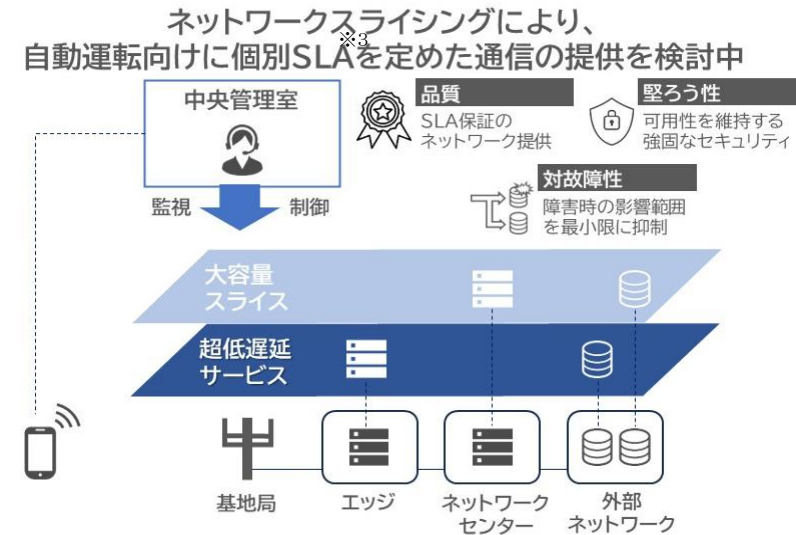 ネットワークスライシングにより、
※3
自動運転向けに個別SLAを定めた通信の提供を検討中
中央管理室
品質
SLA保証の
ネットワーク提供
堅ろう性
可用性を維持する
強固なセキュリティ
対故障性
障害時の影響範囲
を最小限に抑制
監視
制御
大容量
スライス
超低遅延
サービス
基地局
エッジ
ネットワーク
センター
外部
ネットワーク